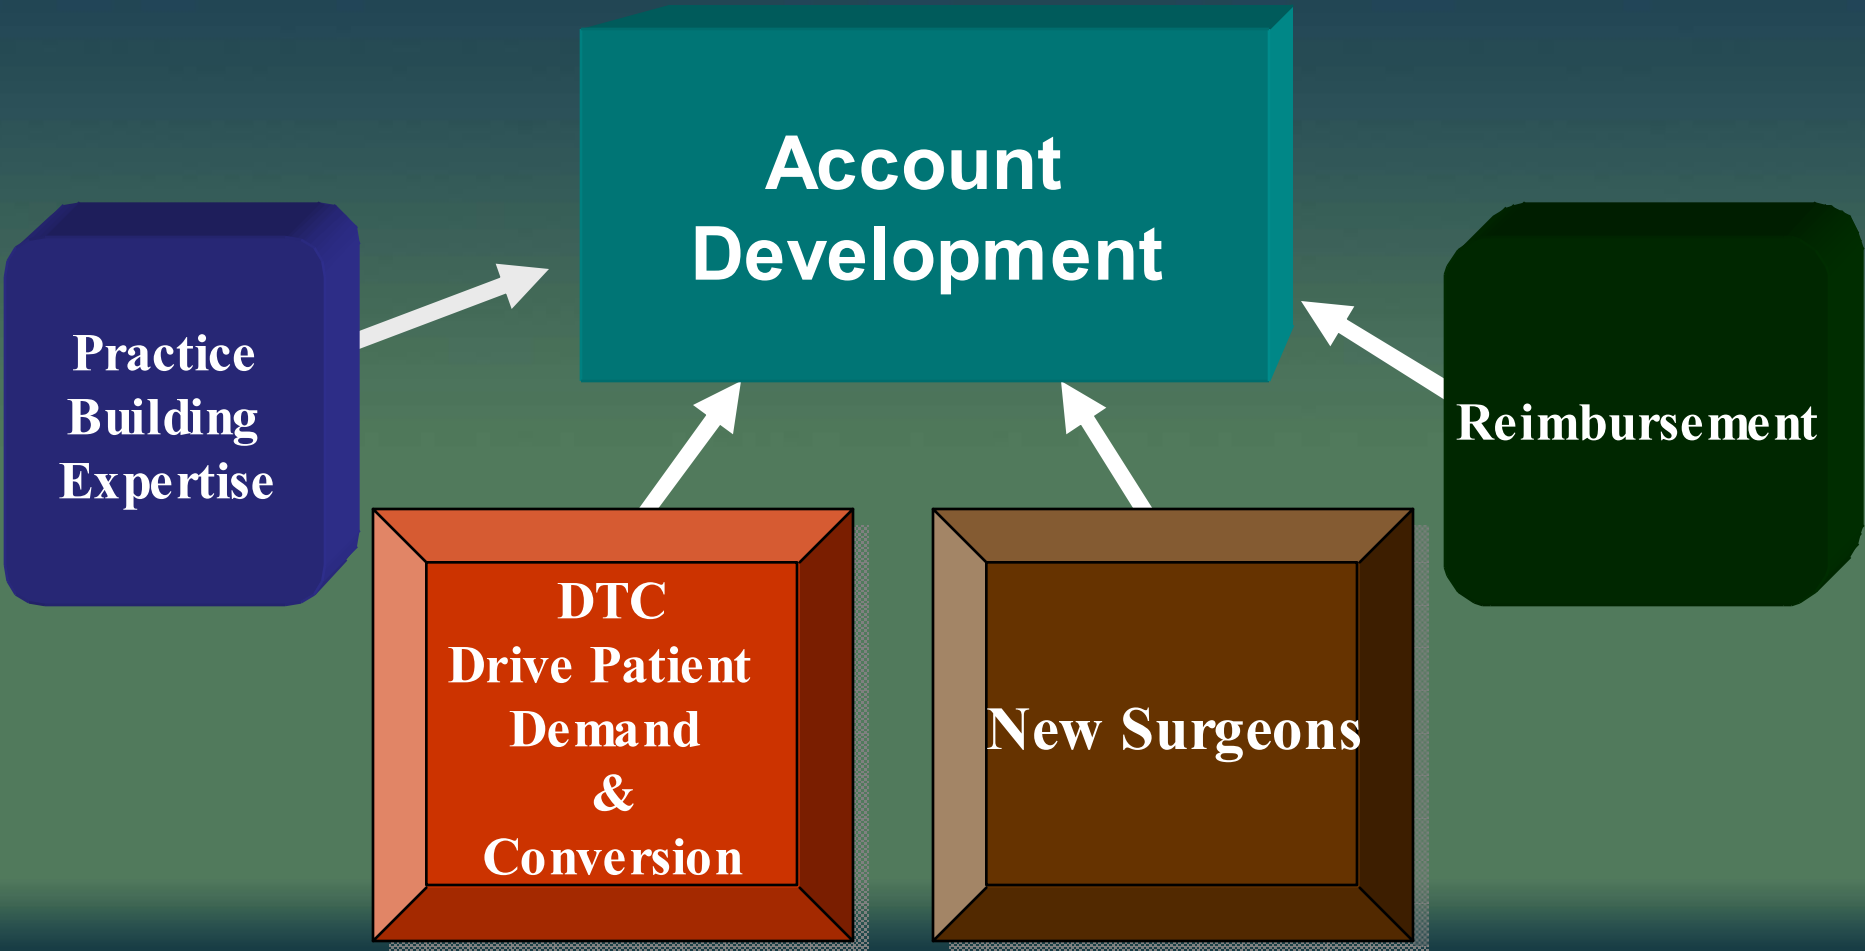 Account
Development
Practice
Building
Expertise
Reimbursement
DTC
Drive Patient
Demand
&
Conversion
New Surgeons